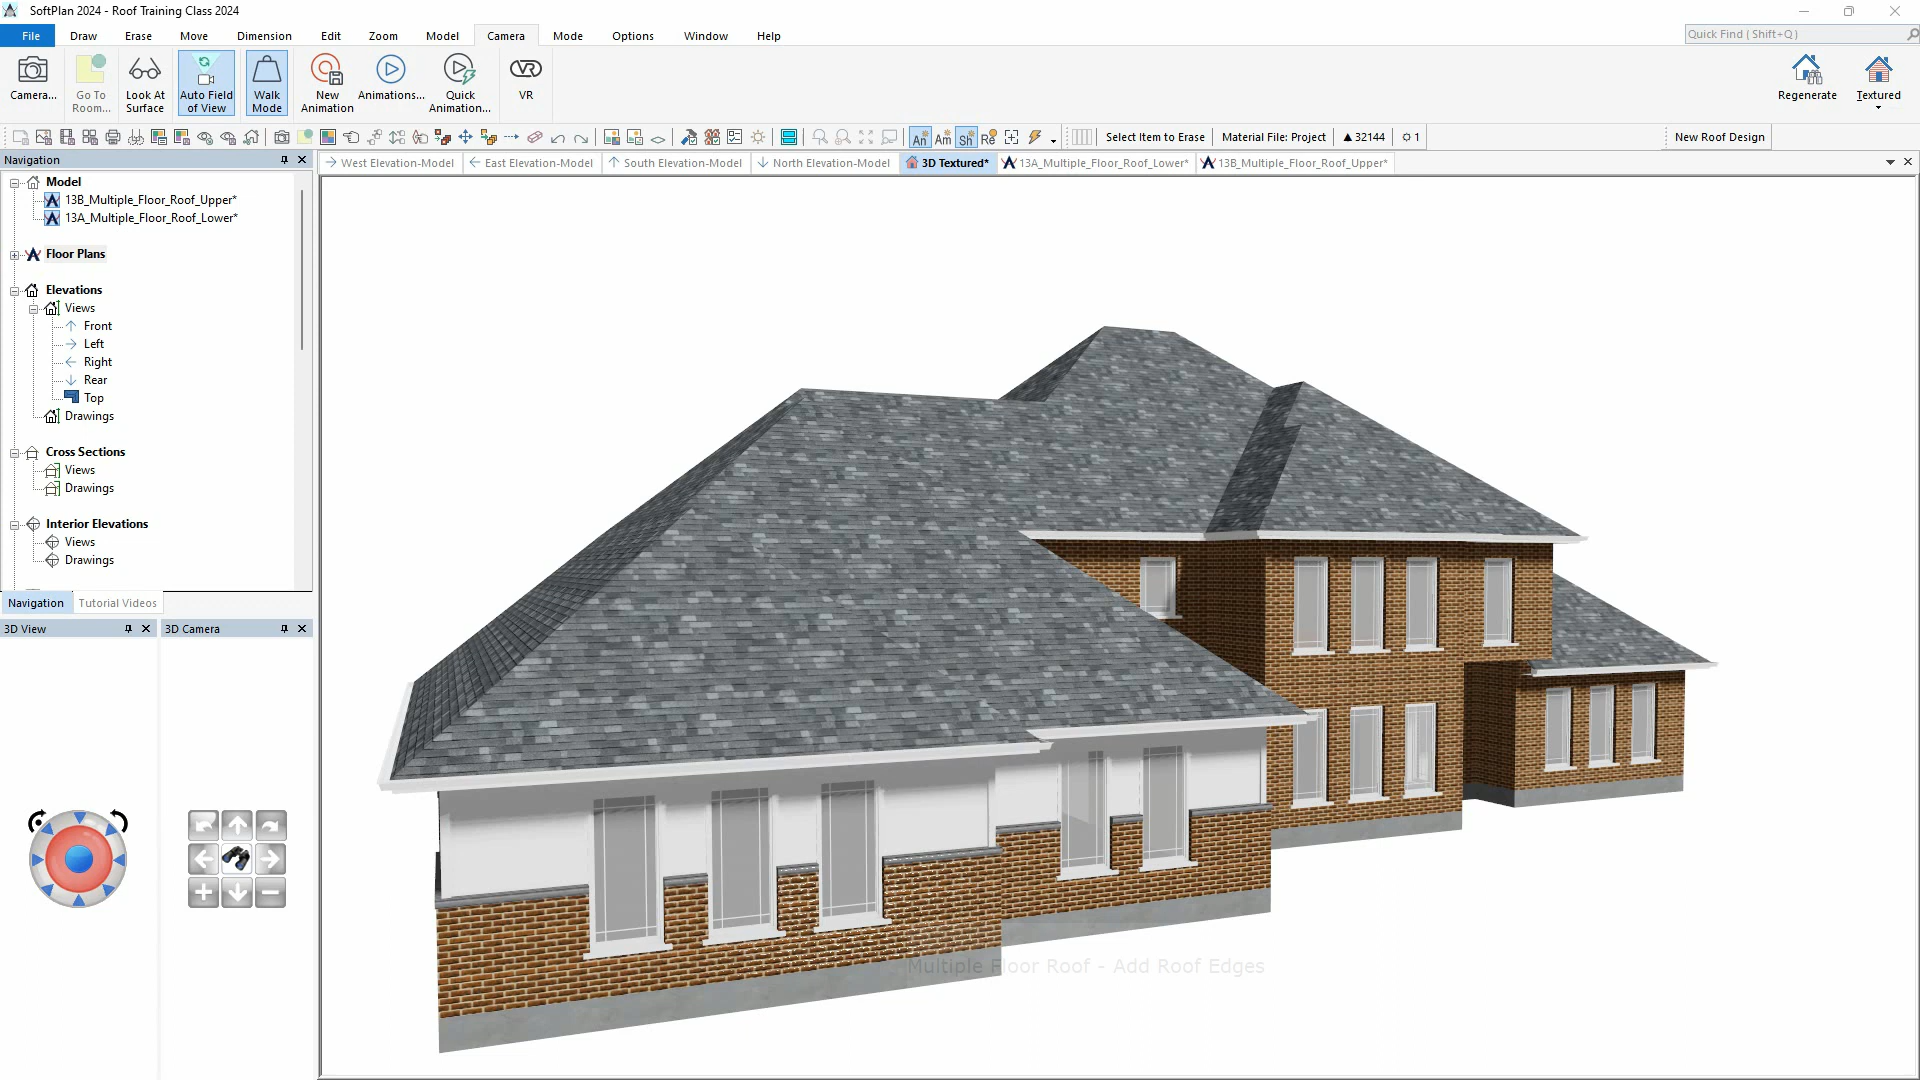 SoftPlan 2024 - Roof Training Class 2024
File Draw Erase Move Dimension Edit Zoom Model Camera Mode Options Window Help
Quick Find ( Shift+Q )
Camera...
Go To
Room...
Look At
Surface
Auto Field
of View
Walk
Mode
New
Animation
Animations...
Quick
Animation...
VR
Regenerate
Textured
An Am Sh Re
Select Item to Erase
Material File: Project
32144
1
New Roof Design
Navigation
West Elevation-Model
East Elevation-Model
South Elevation-Model
North Elevation-Model
3D Textured*
13A_Multiple_Floor_Roof_Lower*
13B_Multiple_Floor_Roof_Upper*
Model
13B_Multiple_Floor_Roof_Upper*
13A_Multiple_Floor_Roof_Lower*
Floor Plans
Elevations
Views
Front
Left
Right
Rear
Top
Drawings
Cross Sections
Views
Drawings
Interior Elevations
Views
Drawings
Navigation
Tutorial Videos
3D View
3D Camera
Multiple Floor Roof - Add Roof Edges